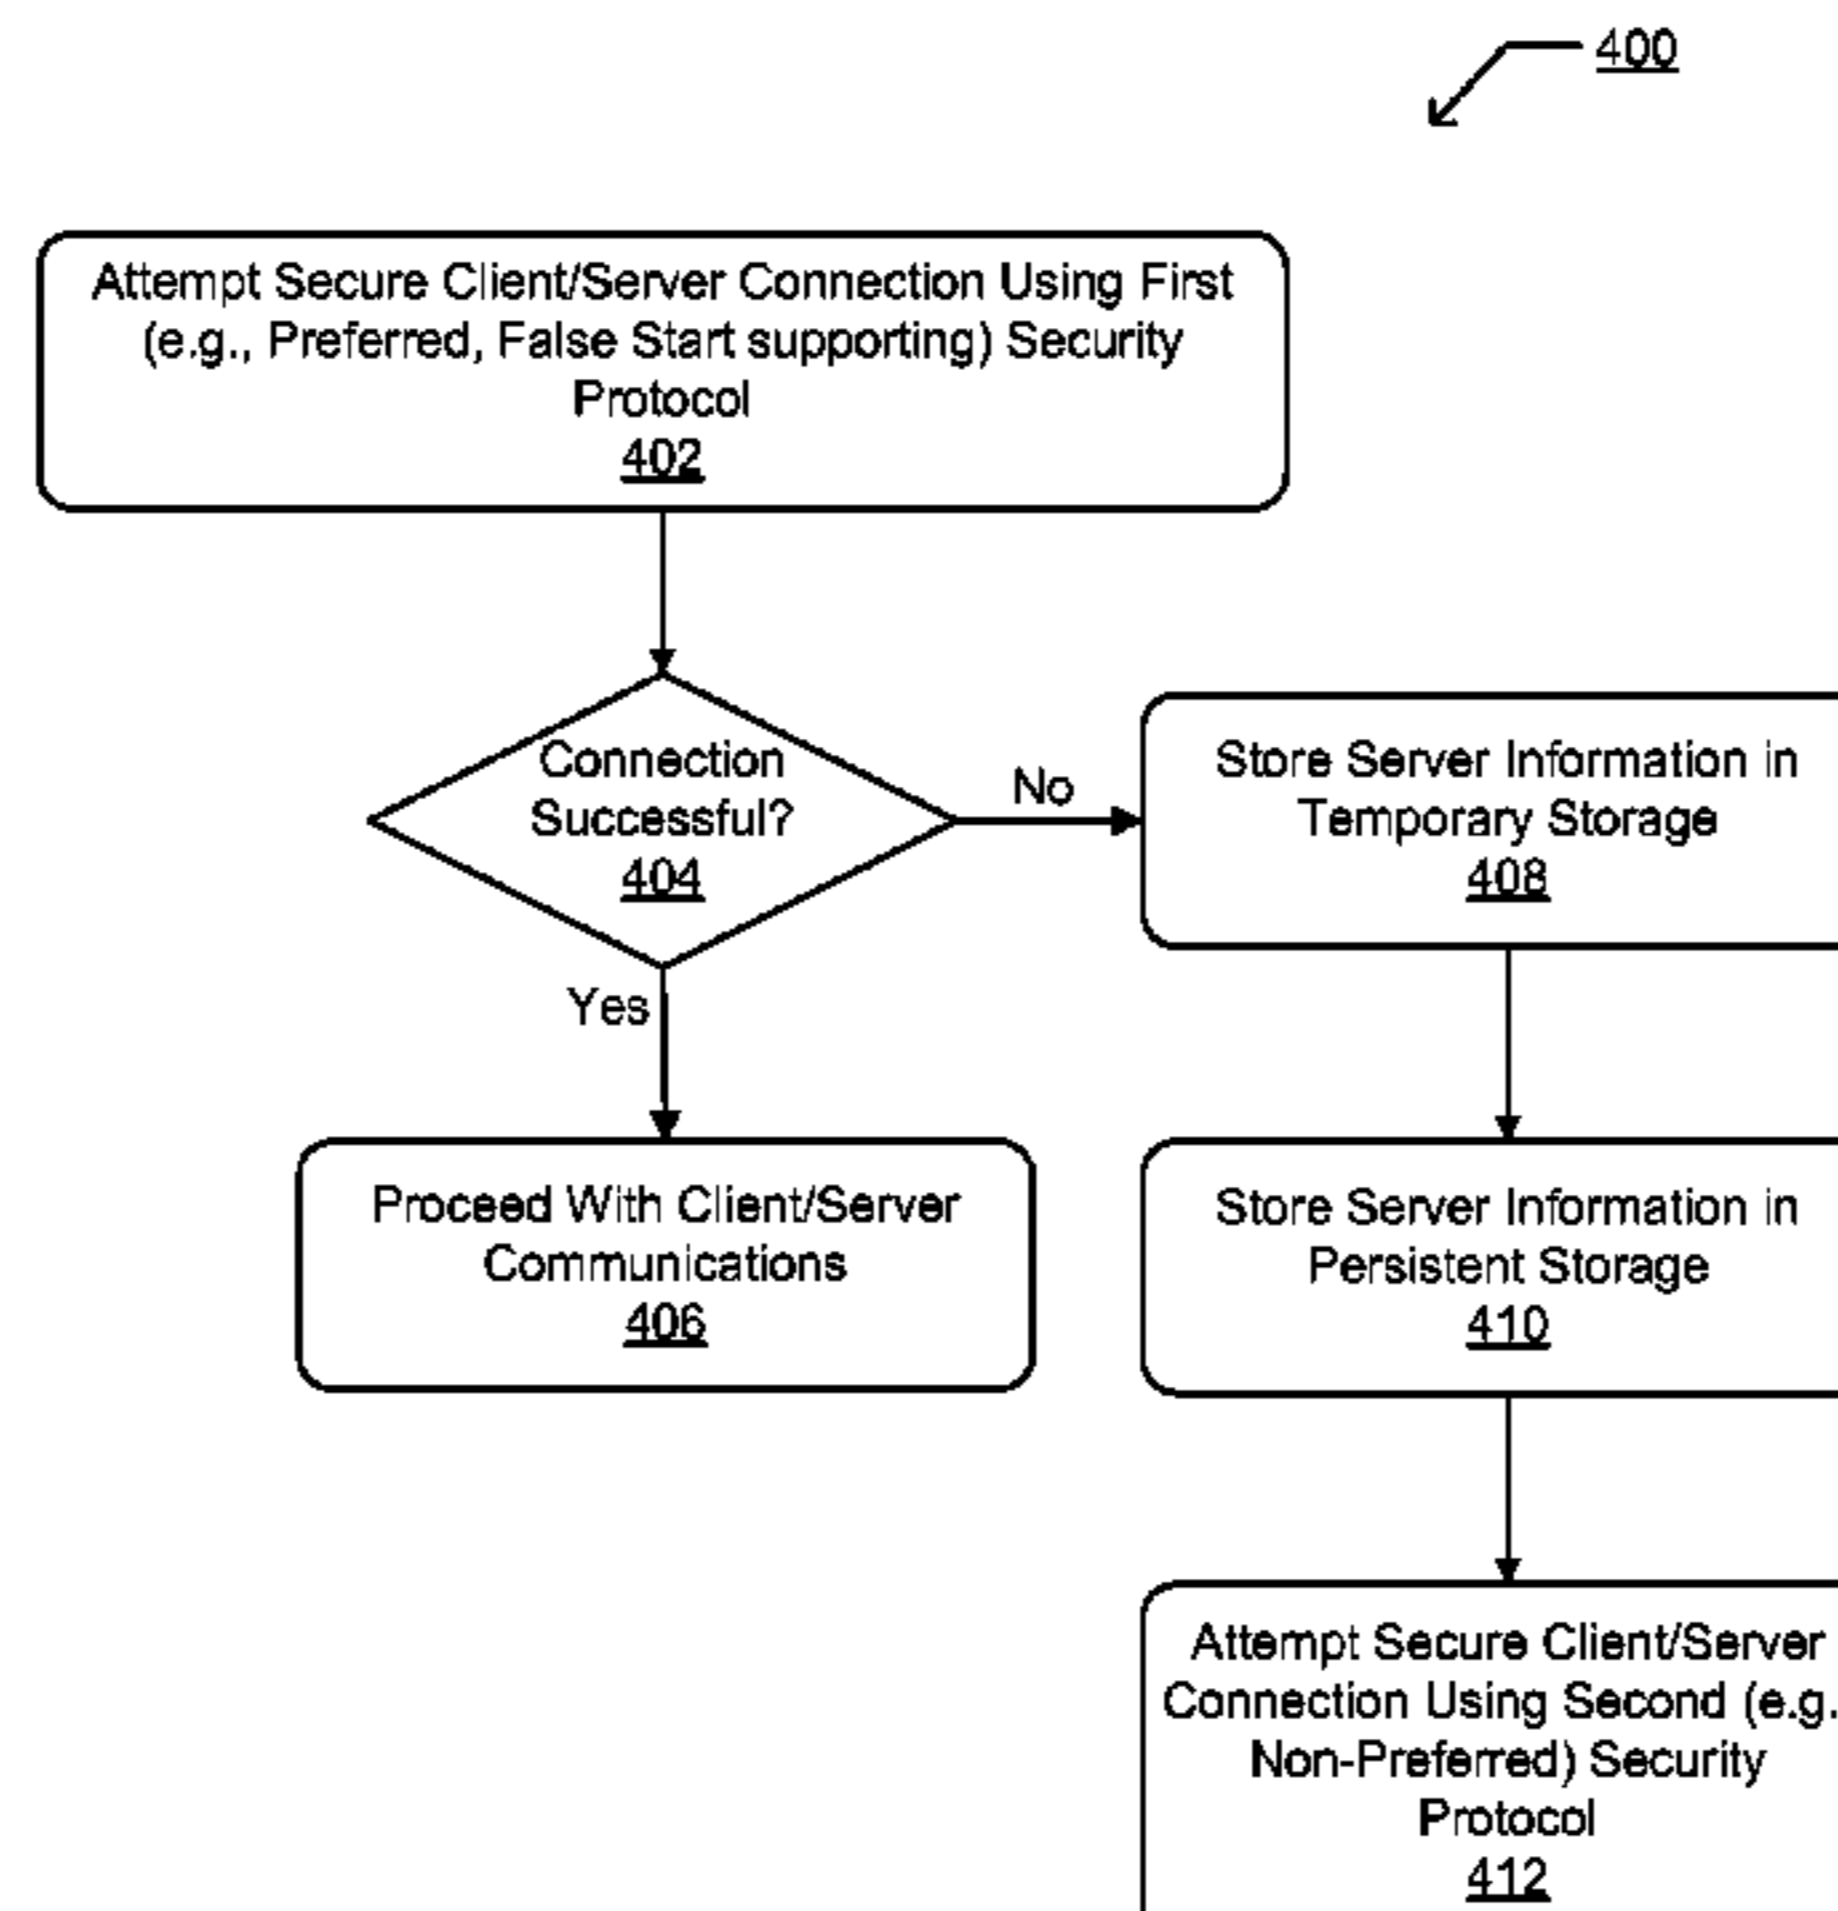 400
Attempt Secure Client/Server Connection Using First
(e.g., Preferred, False Start supporting) Security
Protocol
402
Connection
Successful?
404
No
Store Server Information in
Temporary Storage
408
Yes
Proceed With Client/Server
Communications
406
Store Server Information in
Persistent Storage
410
Attempt Secure Client/Server
Connection Using Second (e.g.
Non-Preferred) Security
Protocol
412